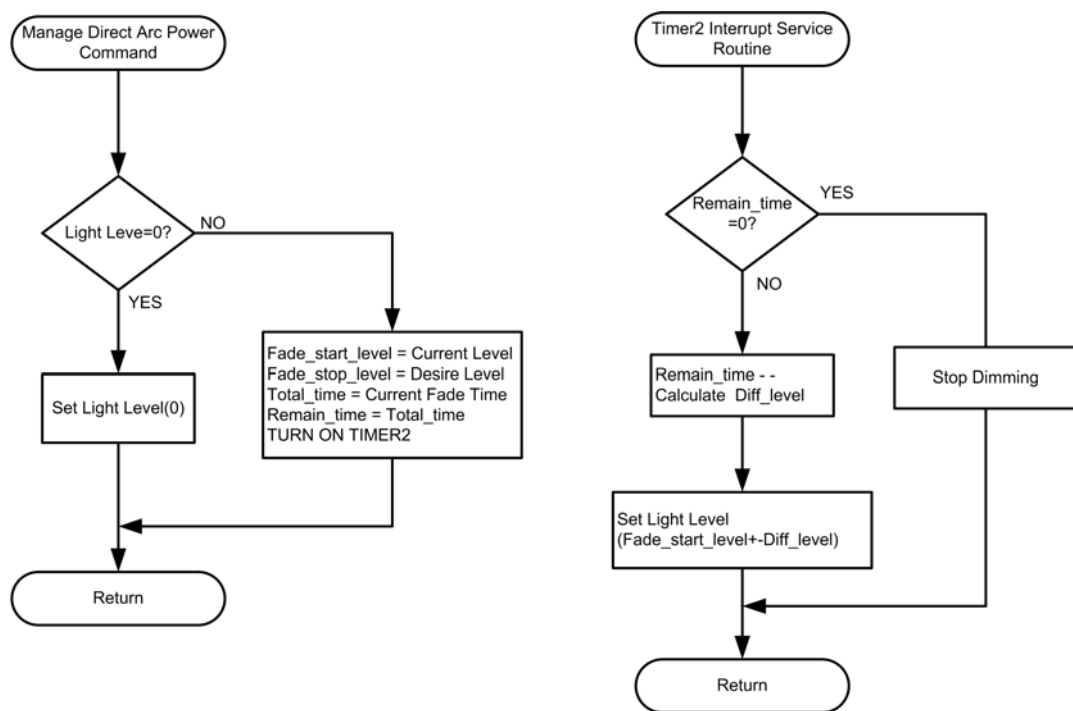 Manage Direct Arc Power
Command
Light Leve=0?
NO
YES
Fade_start_level = Current Level
Fade_stop_level = Desire Level
Total_time = Current Fade Time
Remain_time = Total_time
TURN ON TIMER2
Set Light Level(0)
Return
Timer2 Interrupt Service
Routine
Remain_time
=0?
YES
NO
Remain_time - -
Calculate Diff_level
Stop Dimming
Set Light Level
(Fade_start_level+-Diff_level)
Return